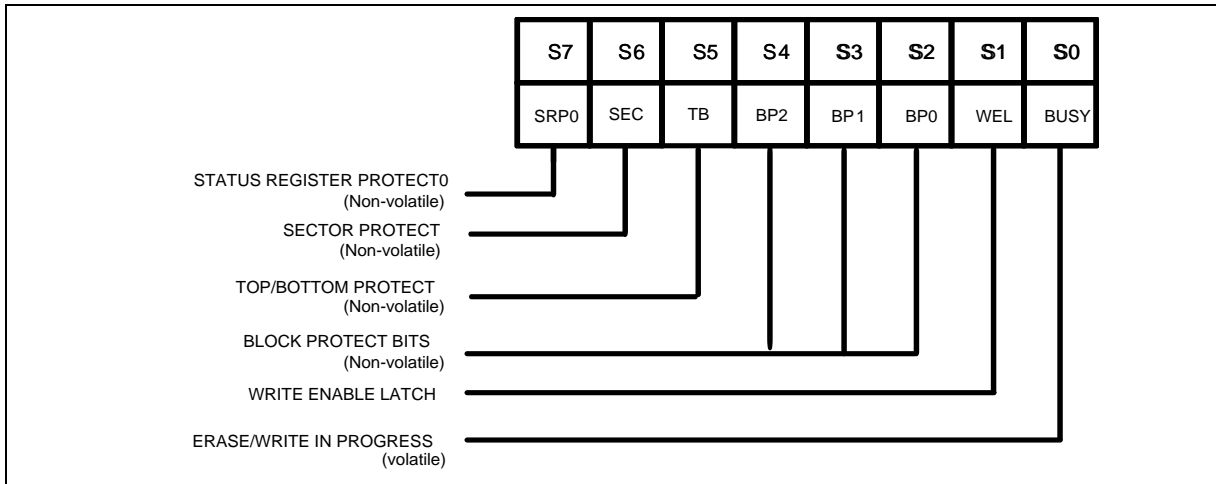 S7 S6 S5 S4 S3 S2 S1 S0
SRP0 SEC TB BP2 BP1 BP0 WEL BUSY
STATUS REGISTER PROTECT0
(Non-volatile)
SECTOR PROTECT
(Non-volatile)
TOP/BOTTOM PROTECT
(Non-volatile)
BLOCK PROTECT BITS
(Non-volatile)
WRITE ENABLE LATCH
ERASE/WRITE IN PROGRESS
(volatile)